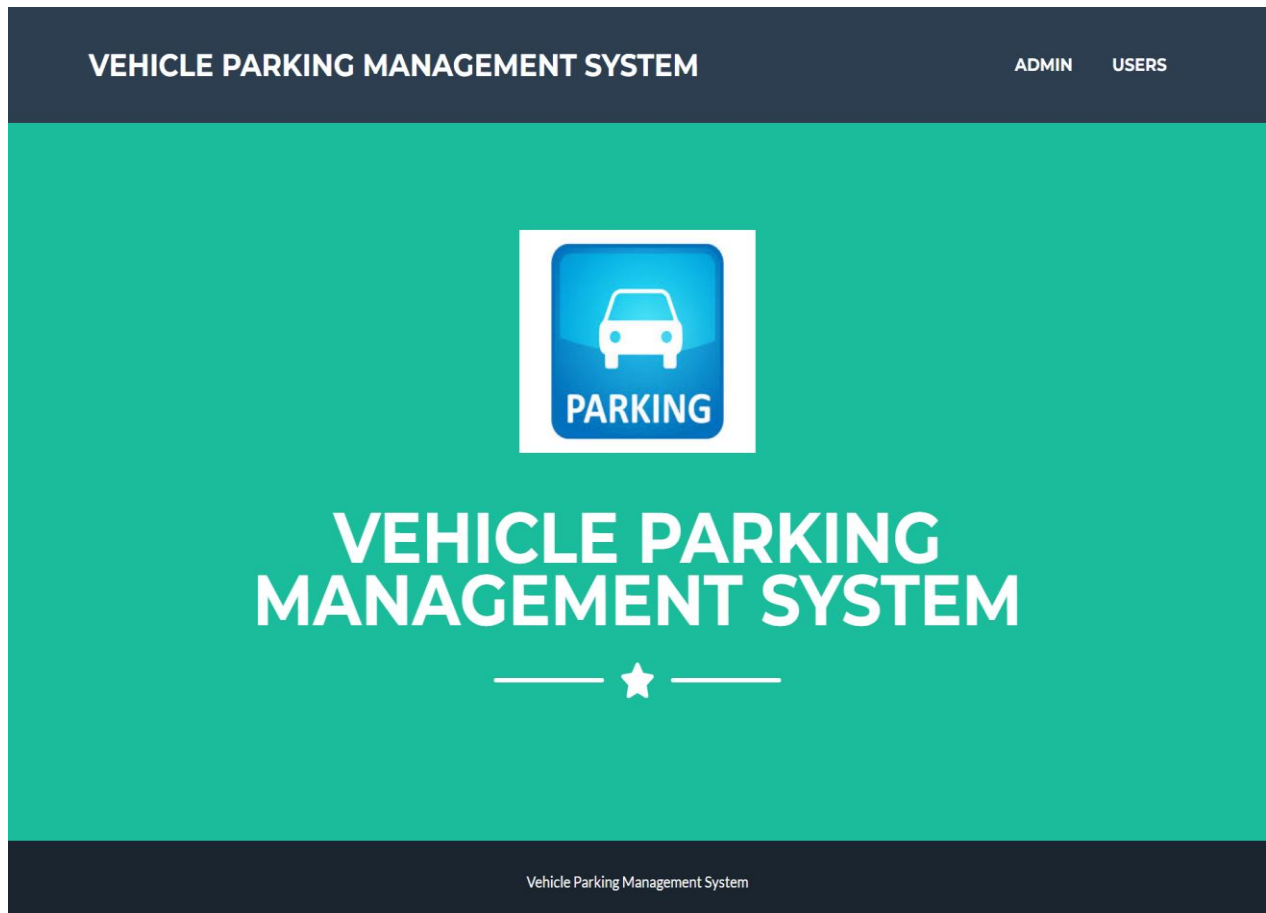 VEHICLE PARKING MANAGEMENT SYSTEM
ADMIN USERS
PARKING
VEHICLE PARKING
MANAGEMENT SYSTEM
Vehicle Parking Management System